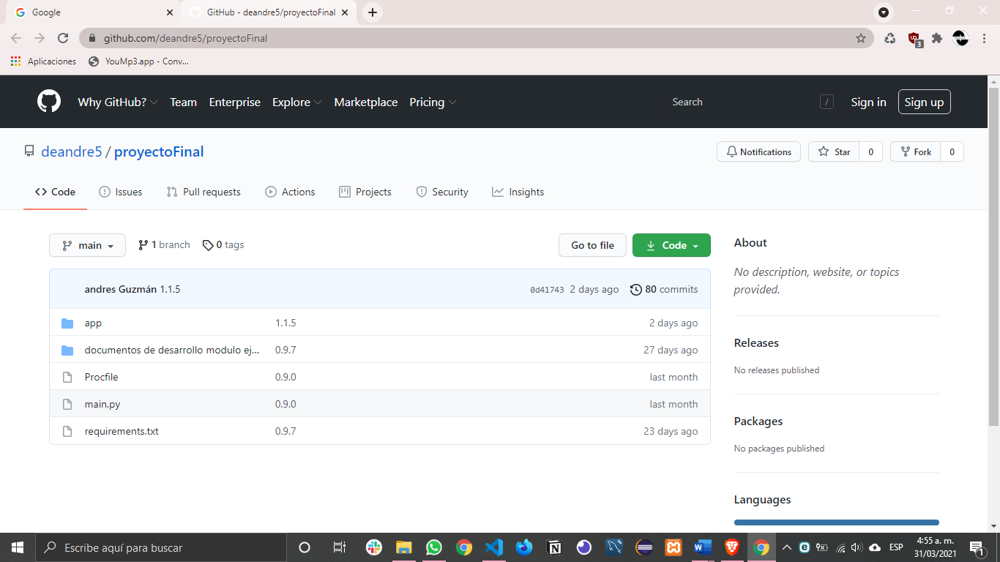 Google
GitHub - deandre5/proyectoFinal
github.com/deandre5/proyectoFinal
3
Aplicaciones
YouMp3.app - Conv...
Why GitHub?
Team
Enterprise
Explore
Marketplace
Pricing
Search
/
Sign in
Sign up
deandre5 / proyectoFinal
Notifications
Star
0
Fork
0
Code
Issues
Pull requests
Actions
Projects
Security
Insights
main
1 branch
0 tags
Go to file
Code
andres Guzmán 1.1.5
0d41743 2 days ago
80 commits
app 1.1.5 2 days ago
documentos de desarrollo modulo ej... 0.9.7 27 days ago
Procfile 0.9.0 last month
main.py 0.9.0 last month
requirements.txt 0.9.7 23 days ago
About
No description, website, or topics
provided.
Releases
No releases published
Packages
No packages published
Languages
Escribe aquí para buscar
ESP
4:55 a. m.
31/03/2021
1